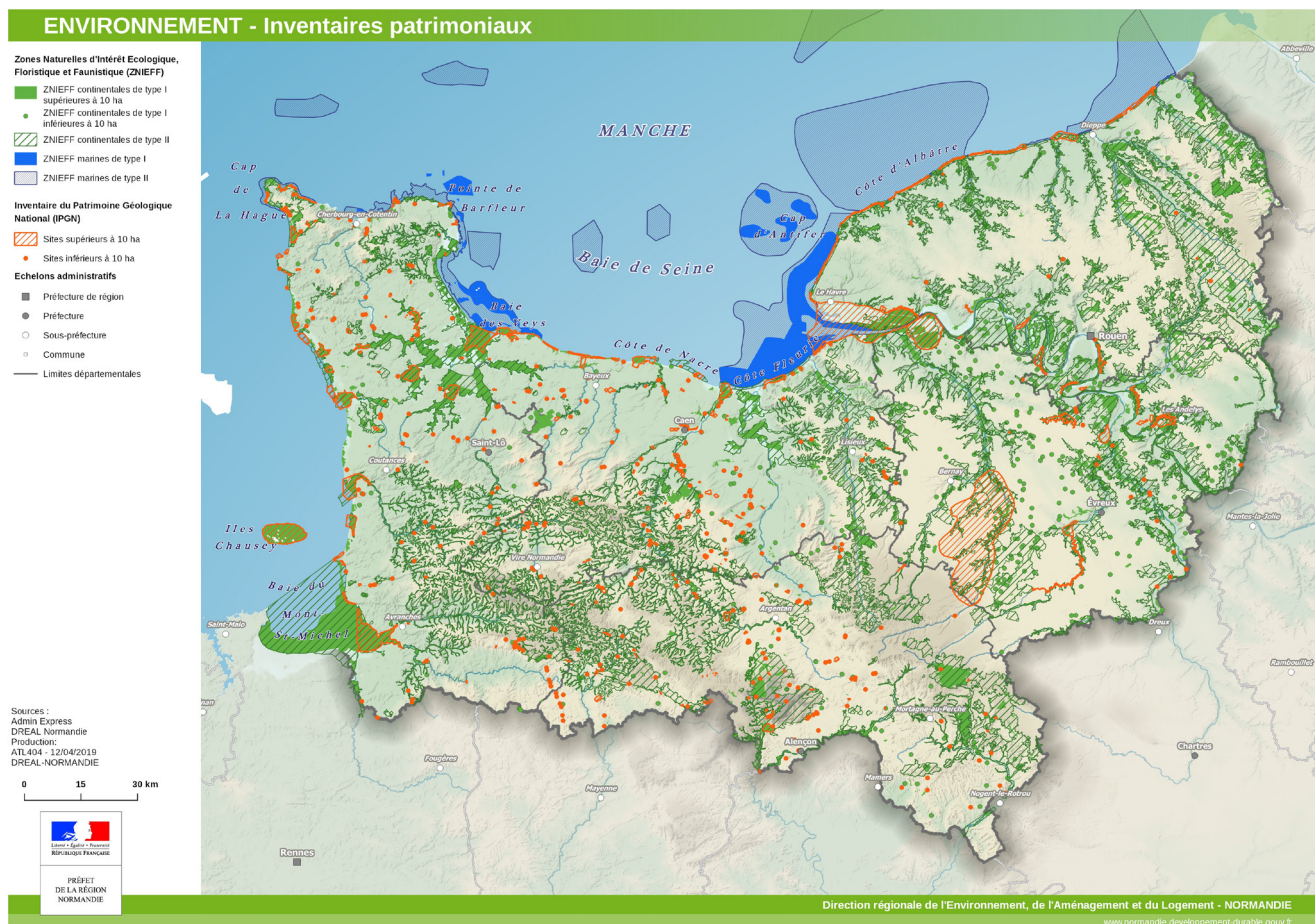 ENVIRONNEMENT - Inventaires patrimoniaux
Zones Naturelles d'Intérêt Ecologique,
Floristique et Faunistique (ZNIEFF)
ZNIEFF continentales de type I
supérieures à 10 ha
ZNIEFF continentales de type I
inférieures à 10 ha
ZNIEFF continentales de type II
ZNIEFF marines de type I
ZNIEFF marines de type II
Inventaire du Patrimoine Géologique
National (IPGN)
Sites supérieurs à 10 ha
Sites inférieurs à 10 ha
Echelons administratifs
Préfecture de région
Préfecture
Sous-préfecture
Commune
Limites départementales
Sources :
Admin Express
DREAL Normandie
Production:
ATL404 - 12/04/2019
DREAL-NORMANDIE
0 15 30 km
Liberté • Égalité • Fraternité
RÉPUBLIQUE FRANÇAISE
PRÉFET
DE LA RÉGION
NORMANDIE
Abbeville
MANCHE
Dieppe
Côte d'Albâtre
Cap
de
La Hague
Pointe de
Barfleur
Cherbourg-en-Cotentin
Cap
d'Antifer
Baie de Seine
Le Havre
Baie
des Veys
Rouen
Côte de Nacre
Côte Fleurie
Bayeux
Les Andelys
Caen
Saint-Lô
Lisieux
Coutances
Bernay
Évreux
Mantes-la-Jolie
Iles
Chausey
Vire Normandie
Baie du
Mont
St-Michel
Argentan
Avranches
Saint-Malo
Dreux
Rambouillet
nan
Mortagne-au-Perche
Alençon
Chartres
Fougères
Mamers
Mayenne
Nogent-le-Rotrou
Rennes
Direction régionale de l'Environnement, de l'Aménagement et du Logement - NORMANDIE
www.normandie.developpement-durable.gouv.fr